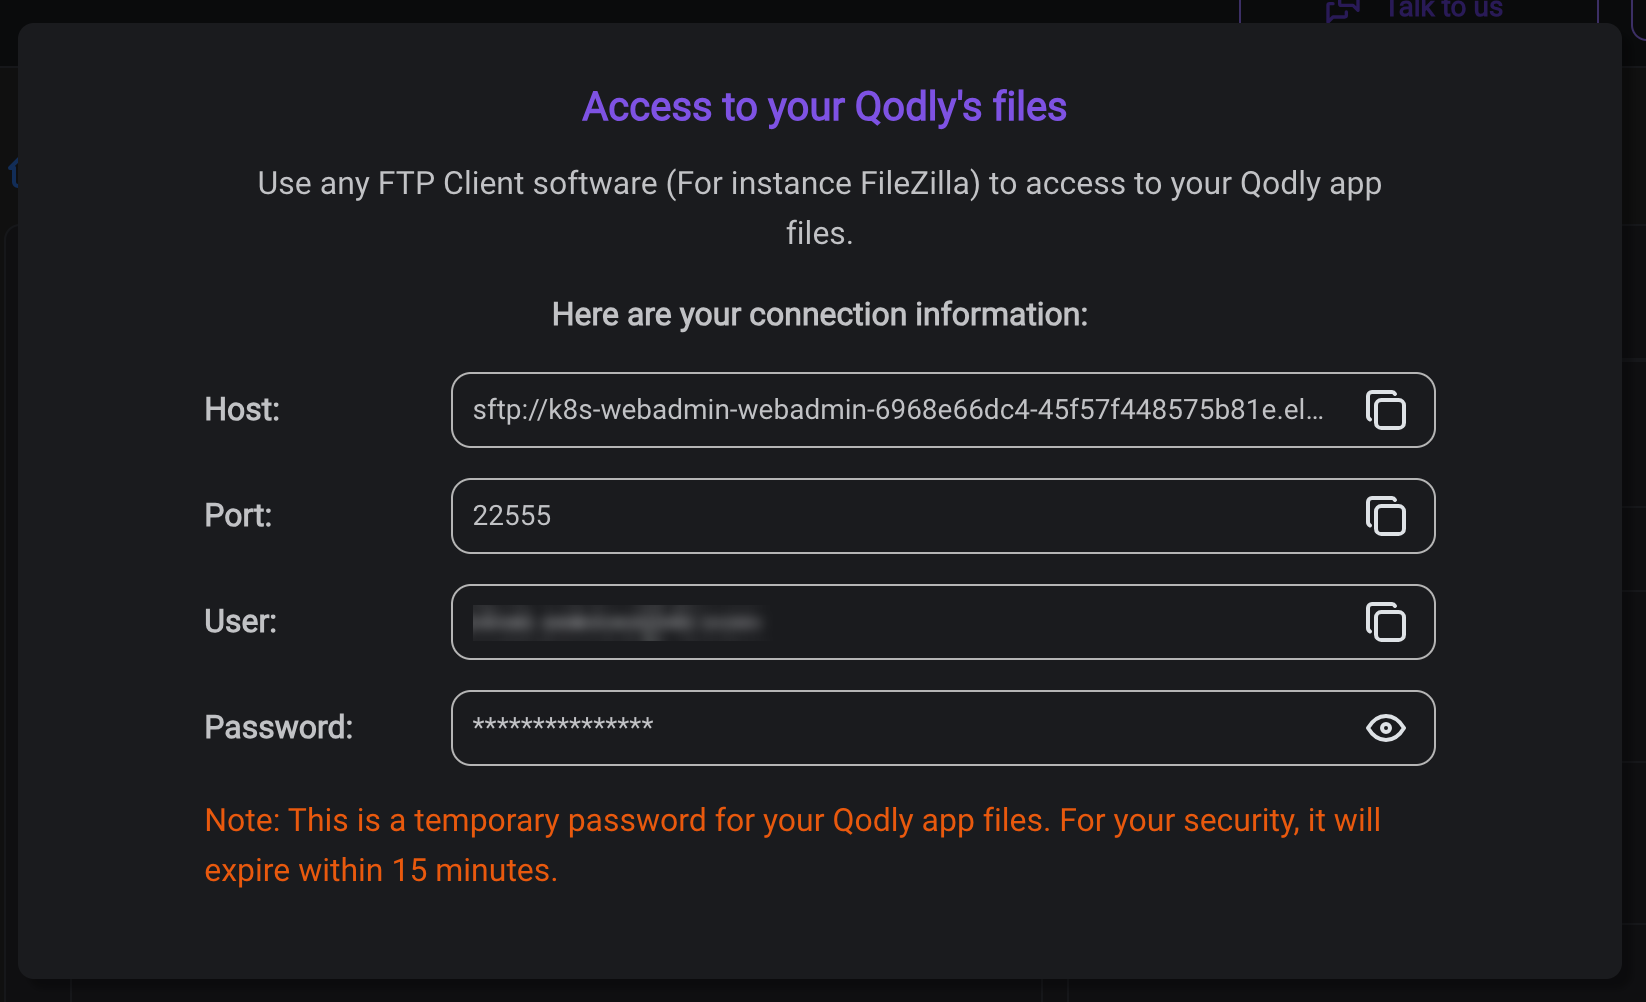 Talk to us
Access to your Qodly's files
Use any FTP Client software (For instance FileZilla) to access to your Qodly app
files.
Here are your connection information:
Host: sftp://k8s-webadmin-webadmin-6968e66dc4-45f57f448575b81e.el...
Port: 22555
User:
Password: ***************
Note: This is a temporary password for your Qodly app files. For your security, it will
expire within 15 minutes.